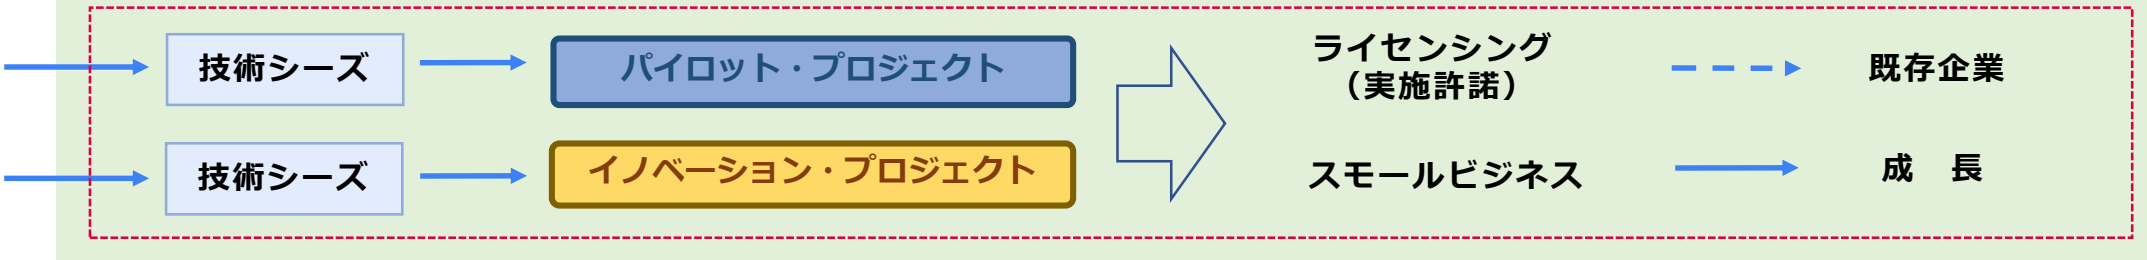 技術シーズ
パイロット・プロジェクト
ライセンシング
（実施許諾）
既存企業
技術シーズ
イノベーション・プロジェクト
スモールビジネス
成　長